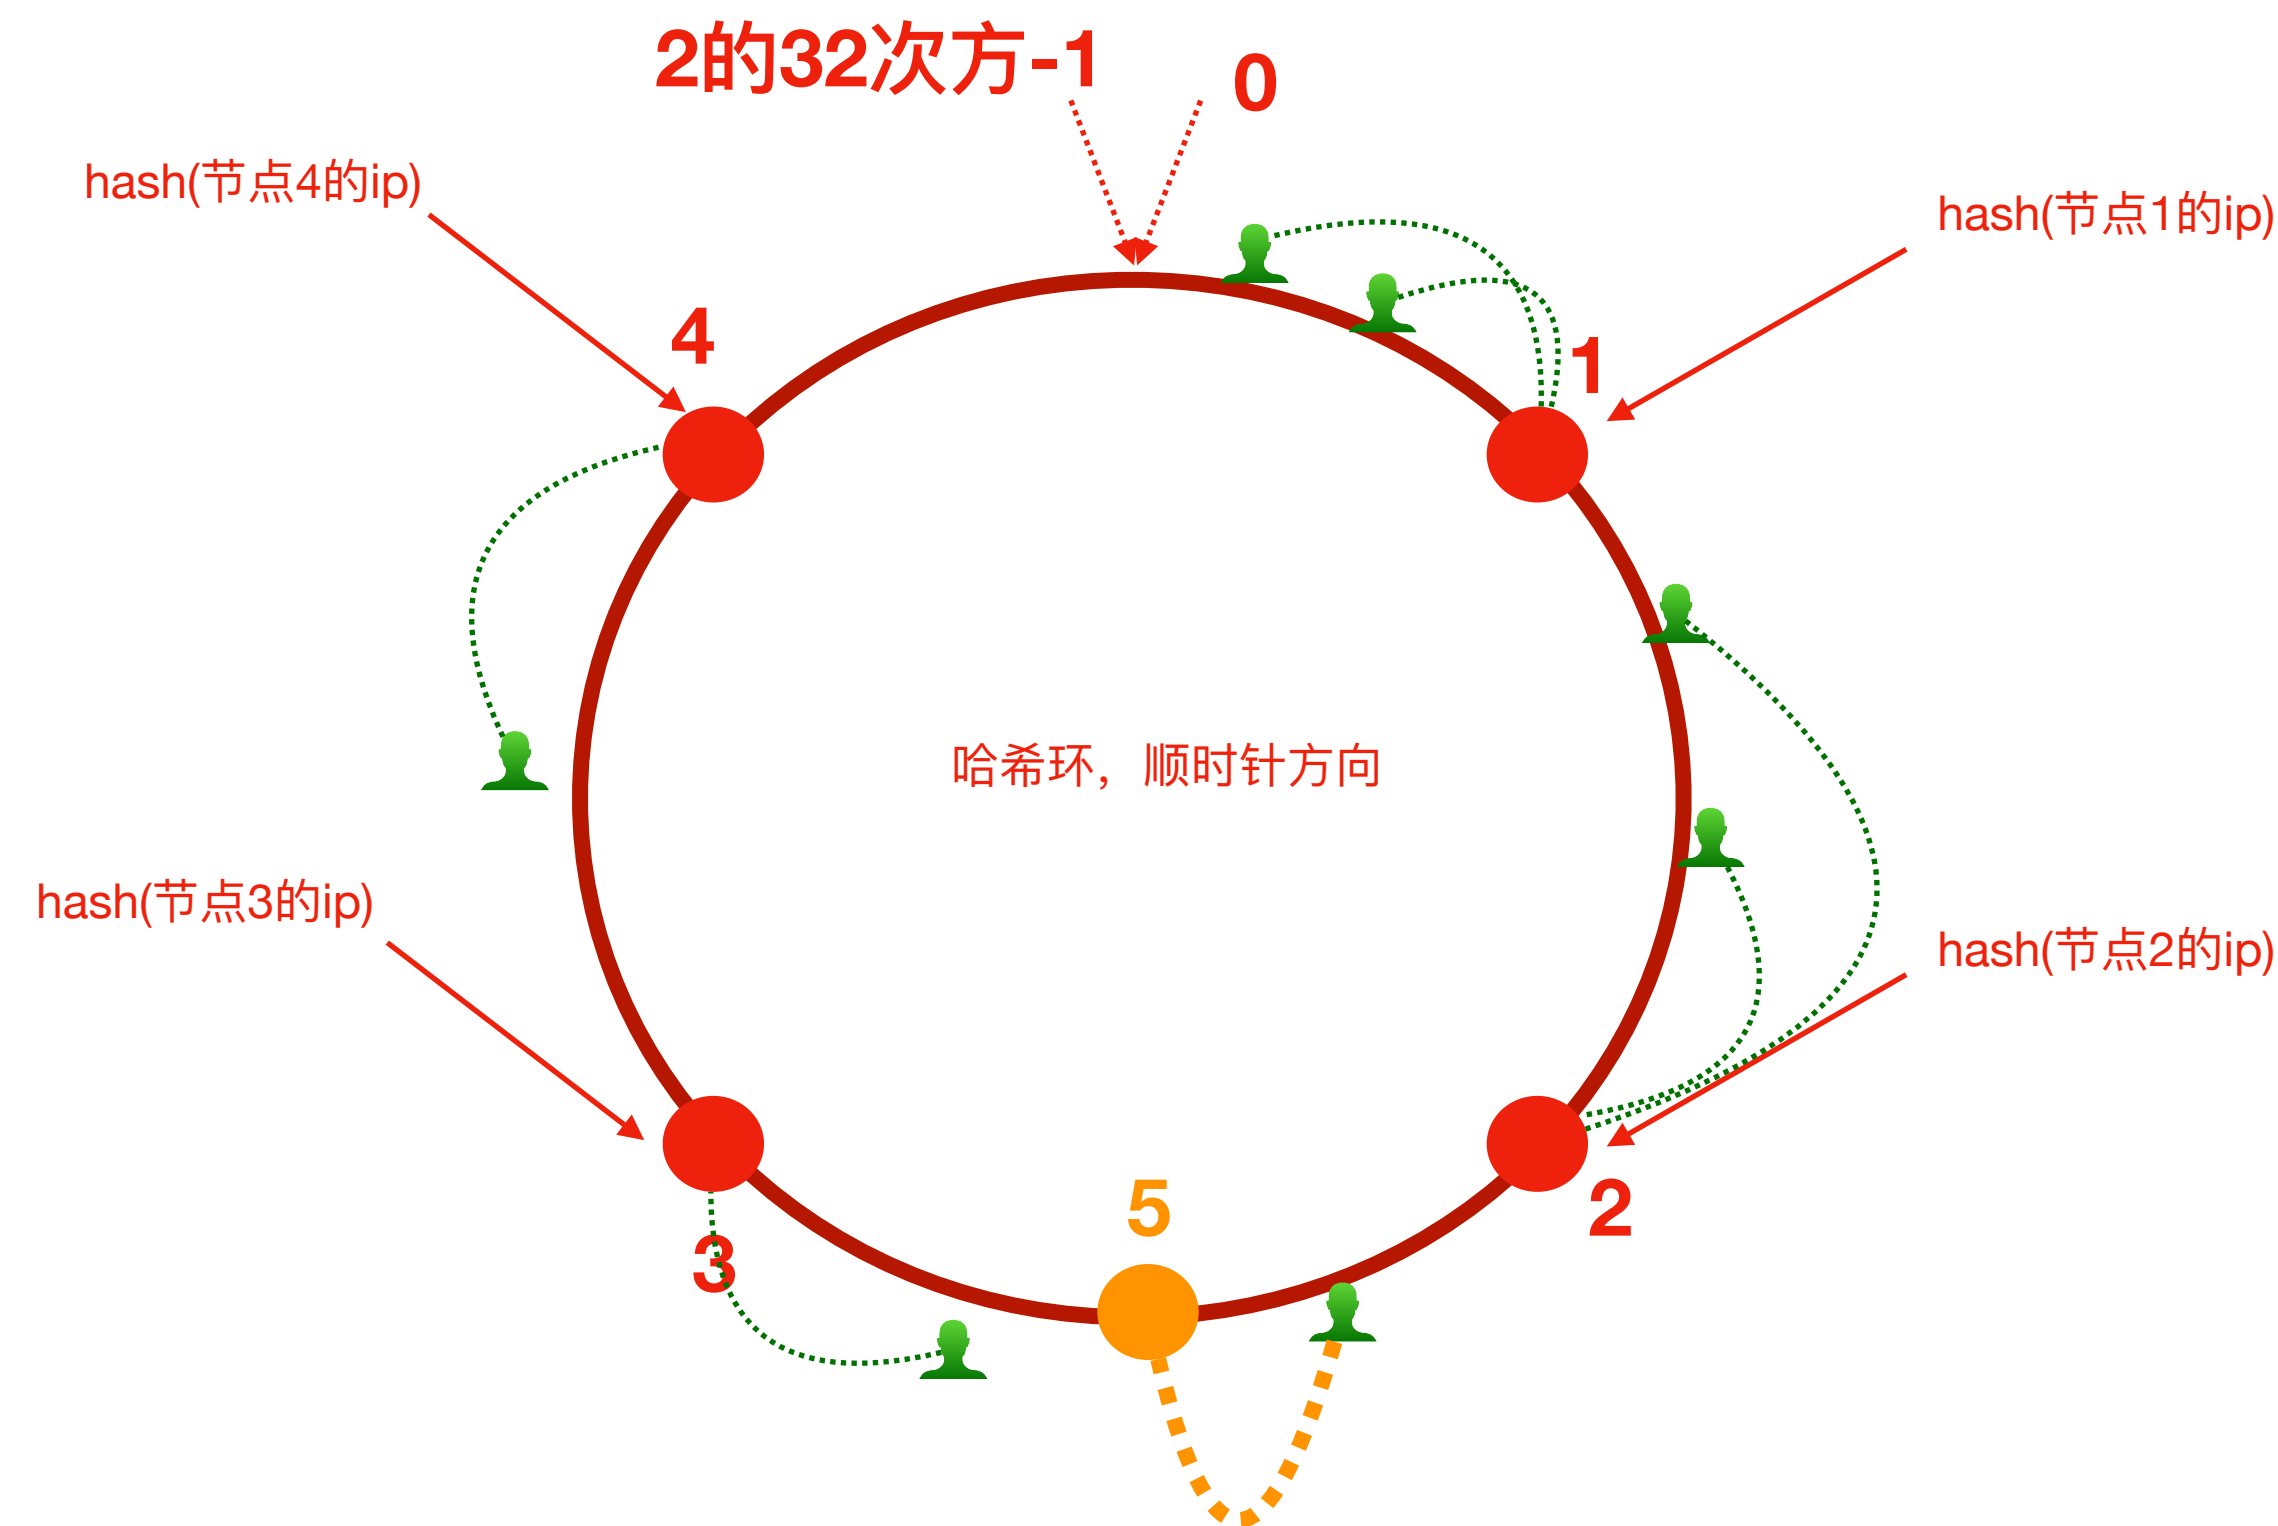 2的32次方-1
0
hash(节点4的ip)
hash(节点1的ip)
4
1
哈希环，顺时针方向
hash(节点3的ip)
hash(节点2的ip)
5
2
3